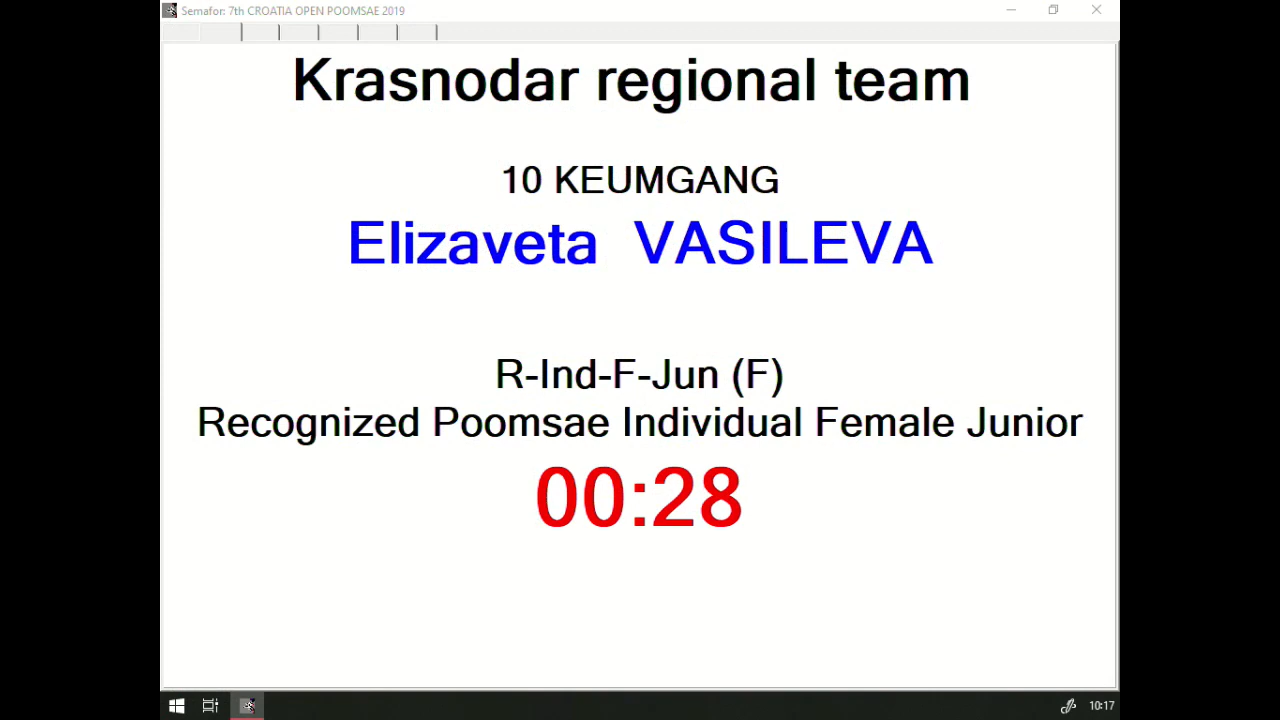 Semafor: 7th CROATIA OPEN POOMSAE 2019
Krasnodar regional team
10 KEUMGANG
Elizaveta VASILEVA
R-Ind-F-Jun (F)
Recognized Poomsae Individual Female Junior
00:28
10:17